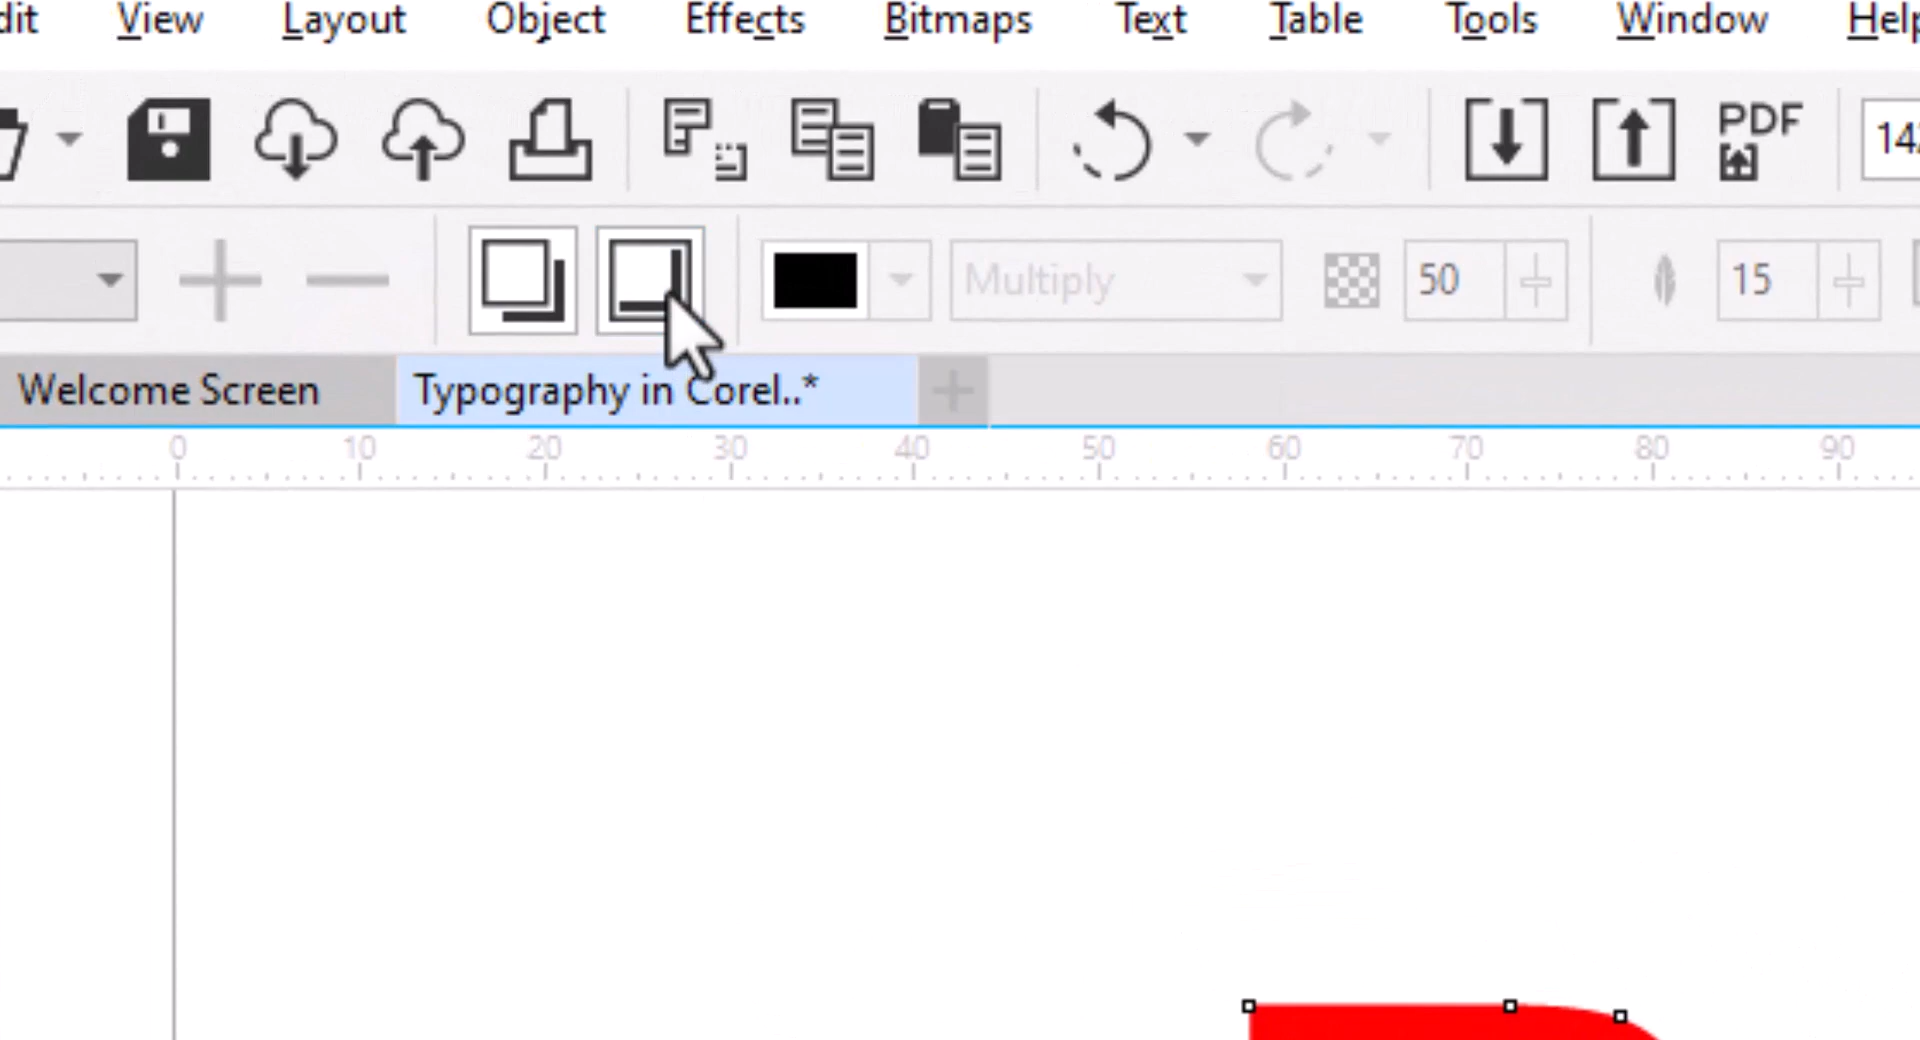 dit View Layout Object Effects Bitmaps Text Table Tools Window Help
PDF 14
Multiply 50 15
Welcome Screen Typography in Corel..*
0 10 20 30 40 50 60 70 80 90